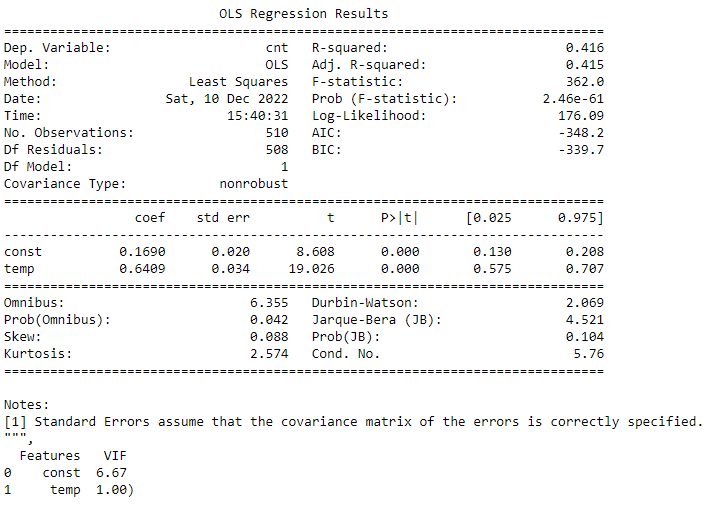 OLS Regression Results
==============================================================================
Dep. Variable:                    cnt   R-squared:                       0.416
Model:                            OLS   Adj. R-squared:                  0.415
Method:                 Least Squares   F-statistic:                     362.0
Date:                Sat, 10 Dec 2022   Prob (F-statistic):           2.46e-61
Time:                        15:40:31   Log-Likelihood:                 176.09
No. Observations:                 510   AIC:                            -348.2
Df Residuals:                     508   BIC:                            -339.7
Df Model:                           1
Covariance Type:            nonrobust
==============================================================================
                 coef    std err          t      P>|t|      [0.025      0.975]
------------------------------------------------------------------------------
const          0.1690      0.020      8.608      0.000       0.130       0.208
temp           0.6409      0.034     19.026      0.000       0.575       0.707
==============================================================================
Omnibus:                        6.355   Durbin-Watson:                   2.069
Prob(Omnibus):                  0.042   Jarque-Bera (JB):                4.521
Skew:                           0.088   Prob(JB):                        0.104
Kurtosis:                       2.574   Cond. No.                         5.76
==============================================================================
Notes:
[1] Standard Errors assume that the covariance matrix of the errors is correctly specified.
""",
  Features   VIF
0    const  6.67
1     temp  1.00)